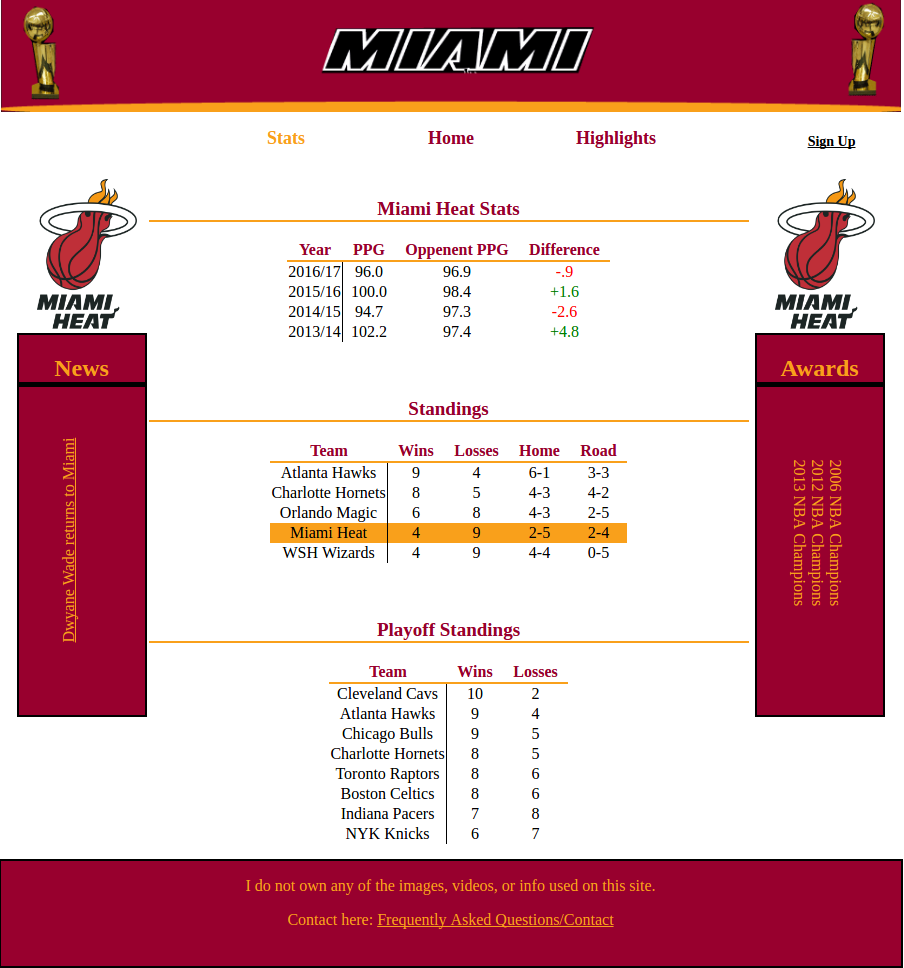 MIAMI
Stats Home Highlights Sign Up
MIAMI
HEAT
News
Dwyane Wade returns to Miami
Miami Heat Stats
Year PPG Oppenent PPG Difference
2016/17 96.0 96.9 -.9
2015/16 100.0 98.4 +1.6
2014/15 94.7 97.3 -2.6
2013/14 102.2 97.4 +4.8
Standings
Team Wins Losses Home Road
Atlanta Hawks 9 4 6-1 3-3
Charlotte Hornets 8 5 4-3 4-2
Orlando Magic 6 8 4-3 2-5
Miami Heat 4 9 2-5 2-4
WSH Wizards 4 9 4-4 0-5
Playoff Standings
Team Wins Losses
Cleveland Cavs 10 2
Atlanta Hawks 9 4
Chicago Bulls 9 5
Charlotte Hornets 8 5
Toronto Raptors 8 6
Boston Celtics 8 6
Indiana Pacers 7 8
NYK Knicks 6 7
MIAMI
HEAT
Awards
2006 NBA Champions
2012 NBA Champions
2013 NBA Champions
I do not own any of the images, videos, or info used on this site.
Contact here: Frequently Asked Questions/Contact